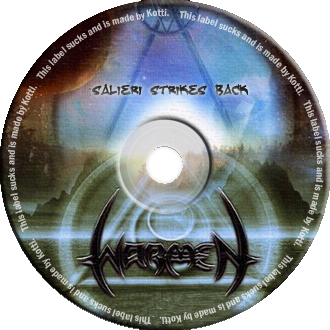 This label sucks and is made by Kotti. This label sucks and is made by Kotti. This label sucks and is made by Kotti. This label sucks and is made by Kotti. This label sucks and is made by Kotti. This label sucks and is made by Kotti.
SALIERI STRIKES BACK
WARMEN